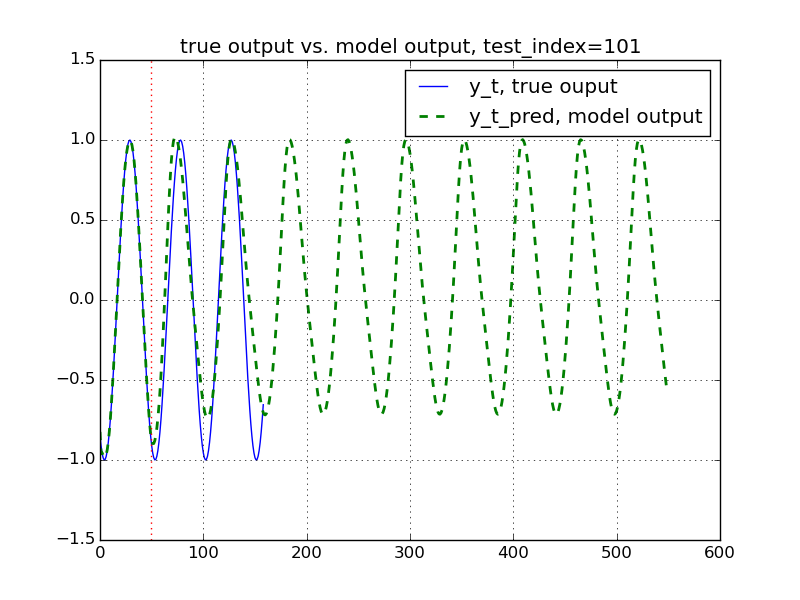 true output vs. model output, test_index=101
1.5
1.0
0.5
0.0
−0.5
−1.0
−1.5
y_t, true ouput
y_t_pred, model output
0 100 200 300 400 500 600